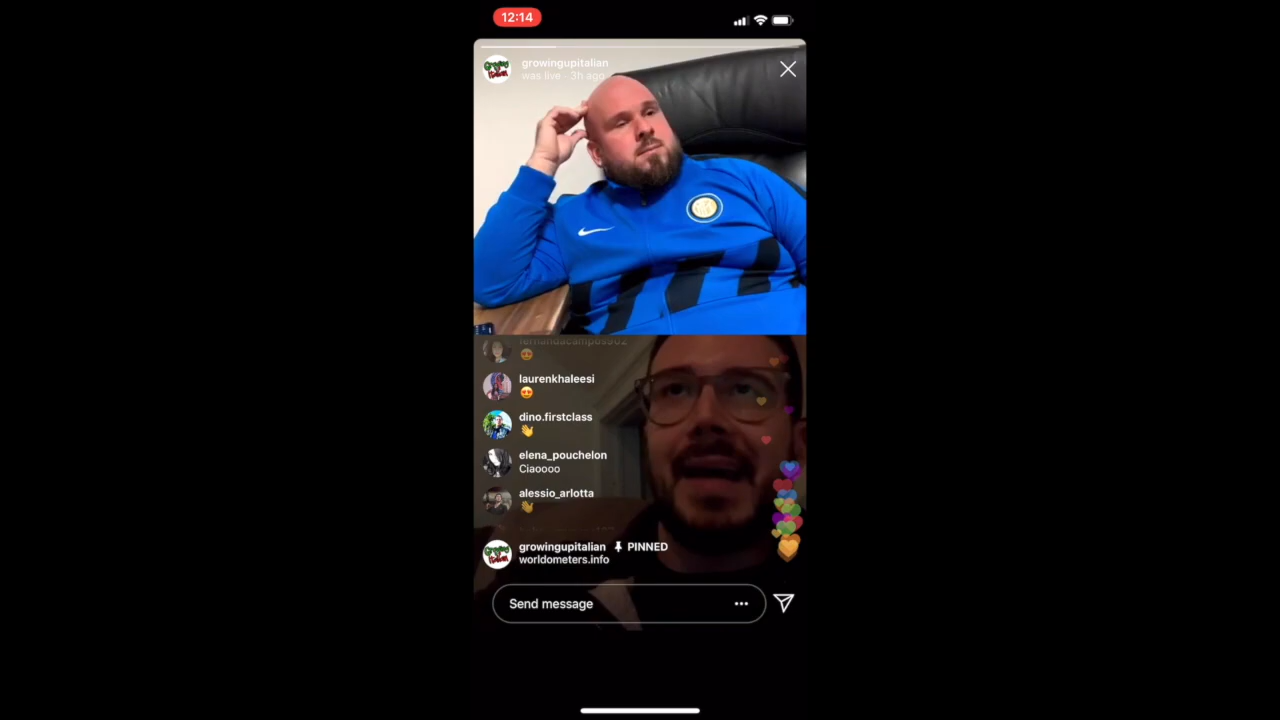 12:14
growingupitalian
was live · 3h ago
fernandacampos902
😍
laurenkhaleesi
😍
dino.firstclass
👋
elena_pouchelon
Ciaoooo
alessio_arlotta
👋
growingupitalian PINNED
worldometers.info
Send message